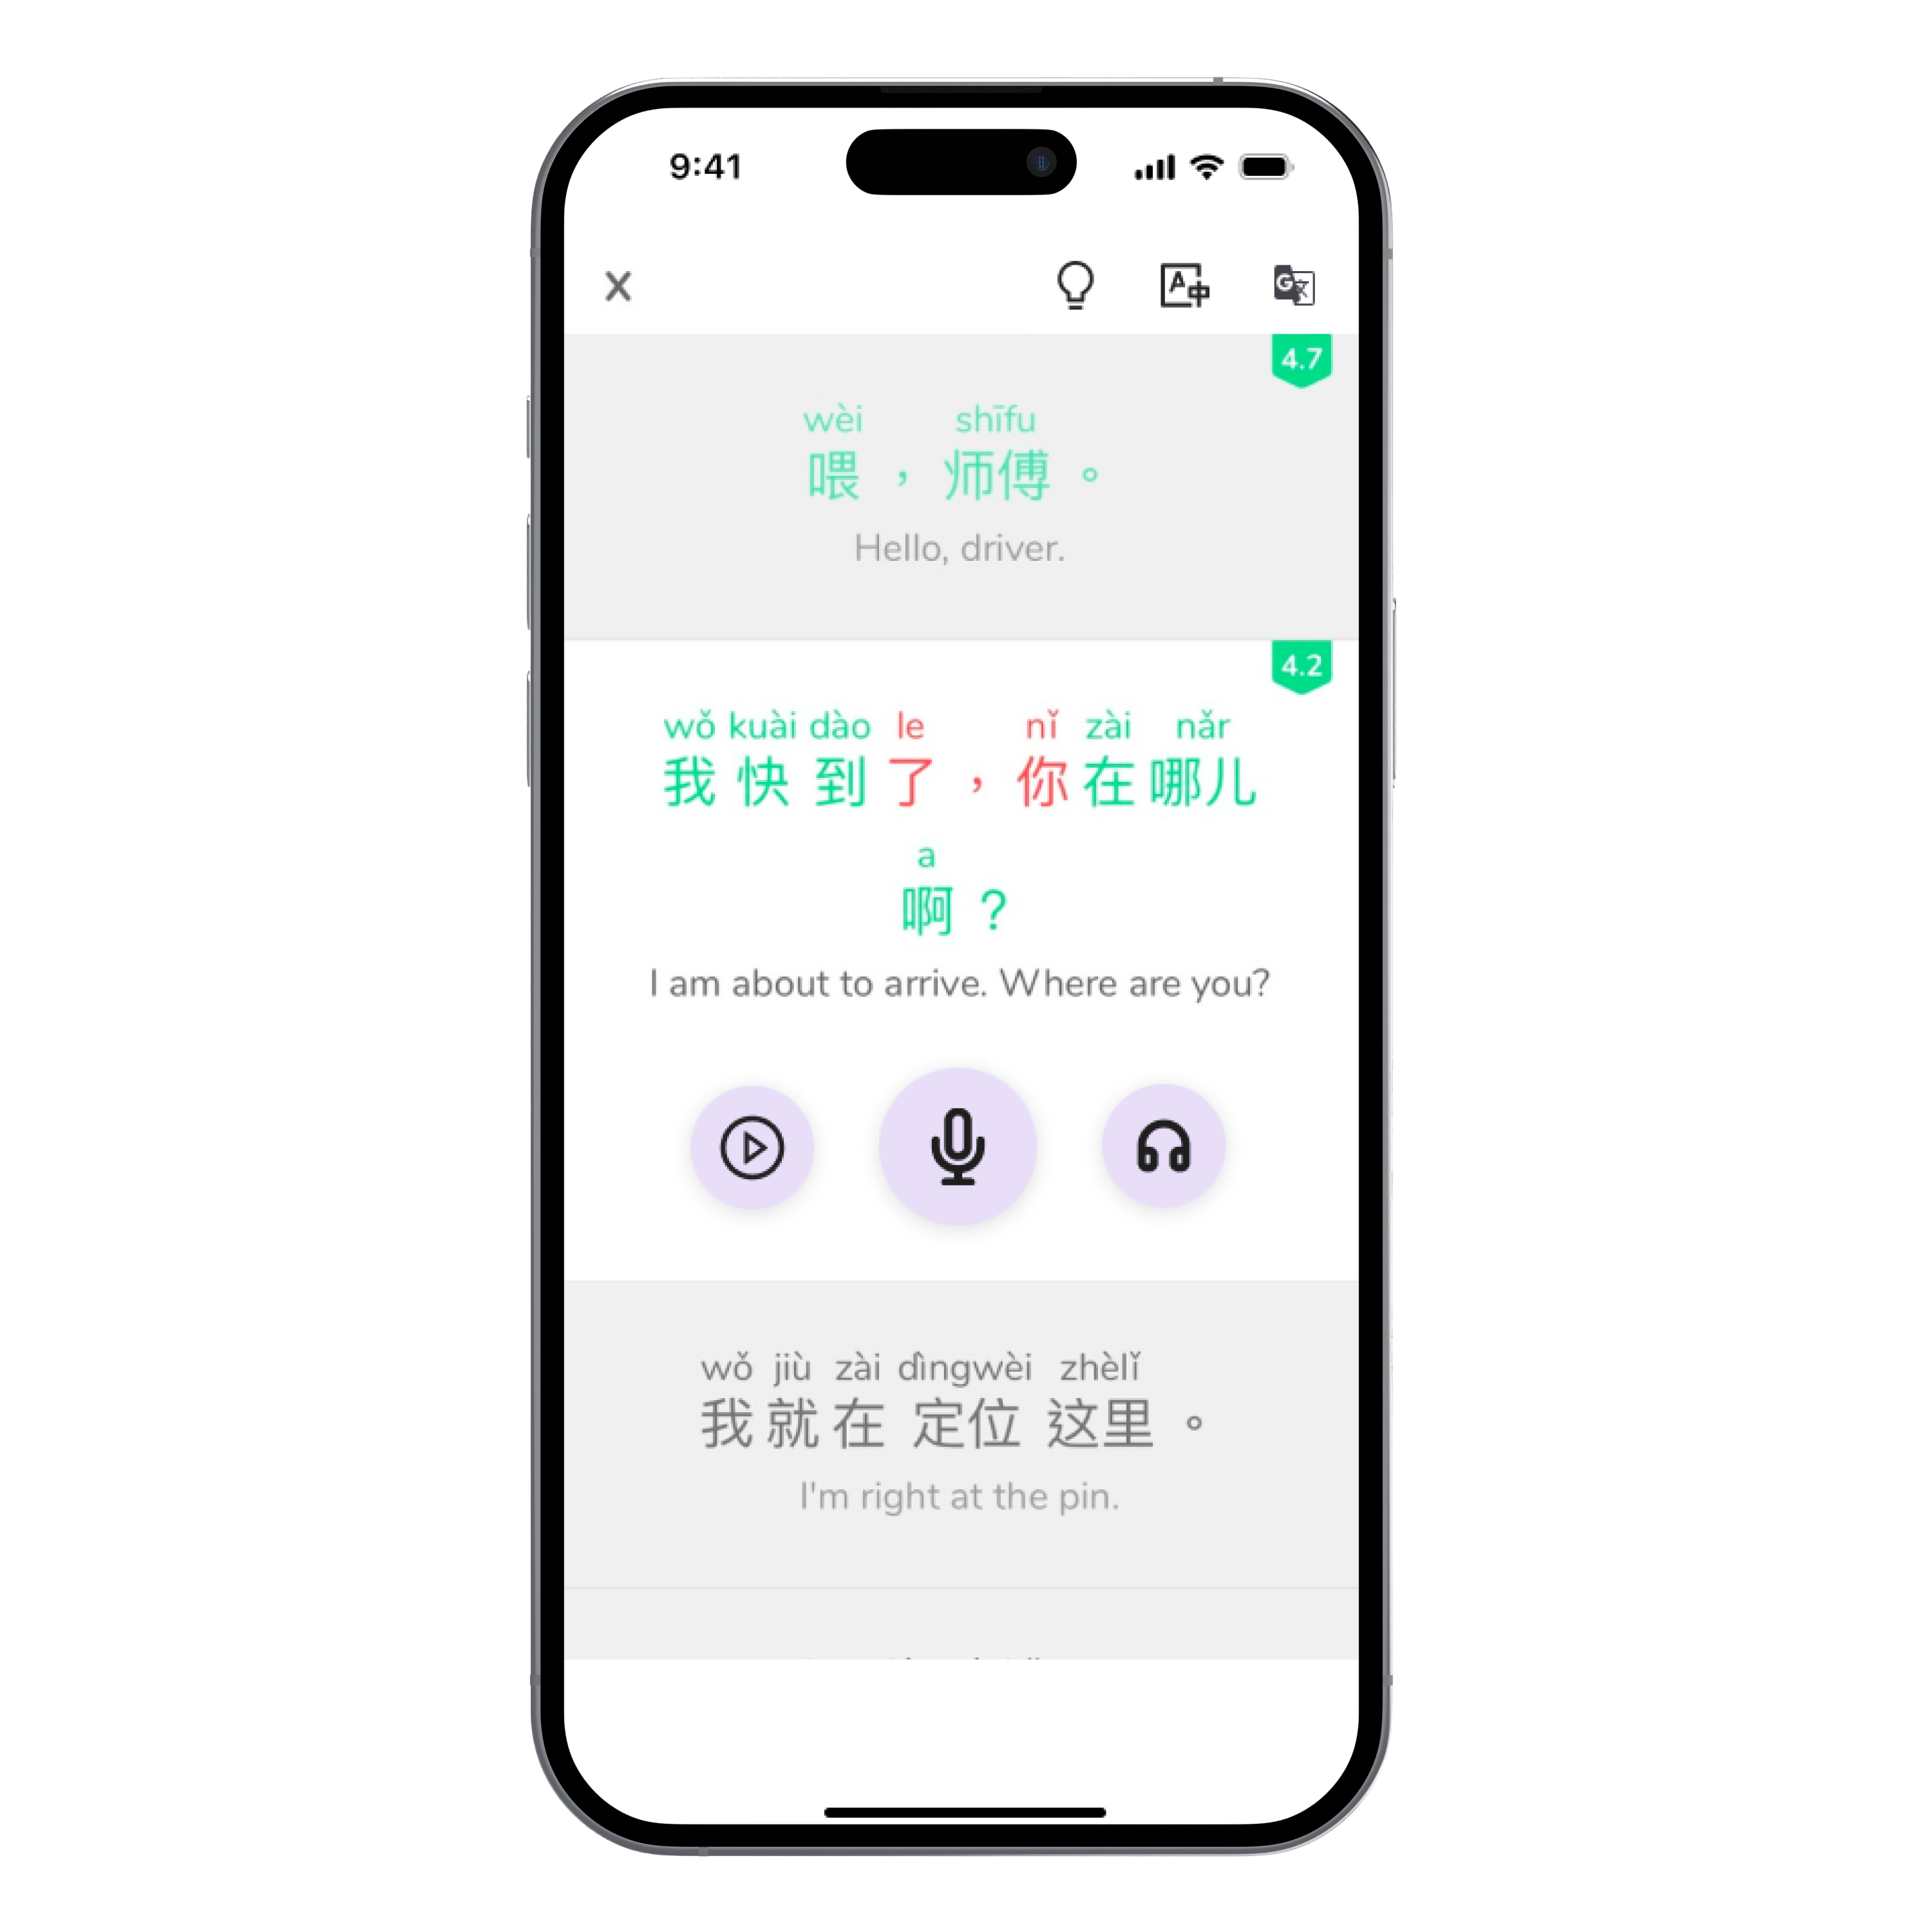 9:41
4.7
wèi shīfu
喂，师傅。
Hello, driver.
4.2
wǒ kuài dào le nǐ zài nǎr
我快到了，你在哪儿
a
啊？
I am about to arrive. Where are you?
wǒ jiù zài dìngwèi zhèlǐ
我就在定位这里。
I'm right at the pin.